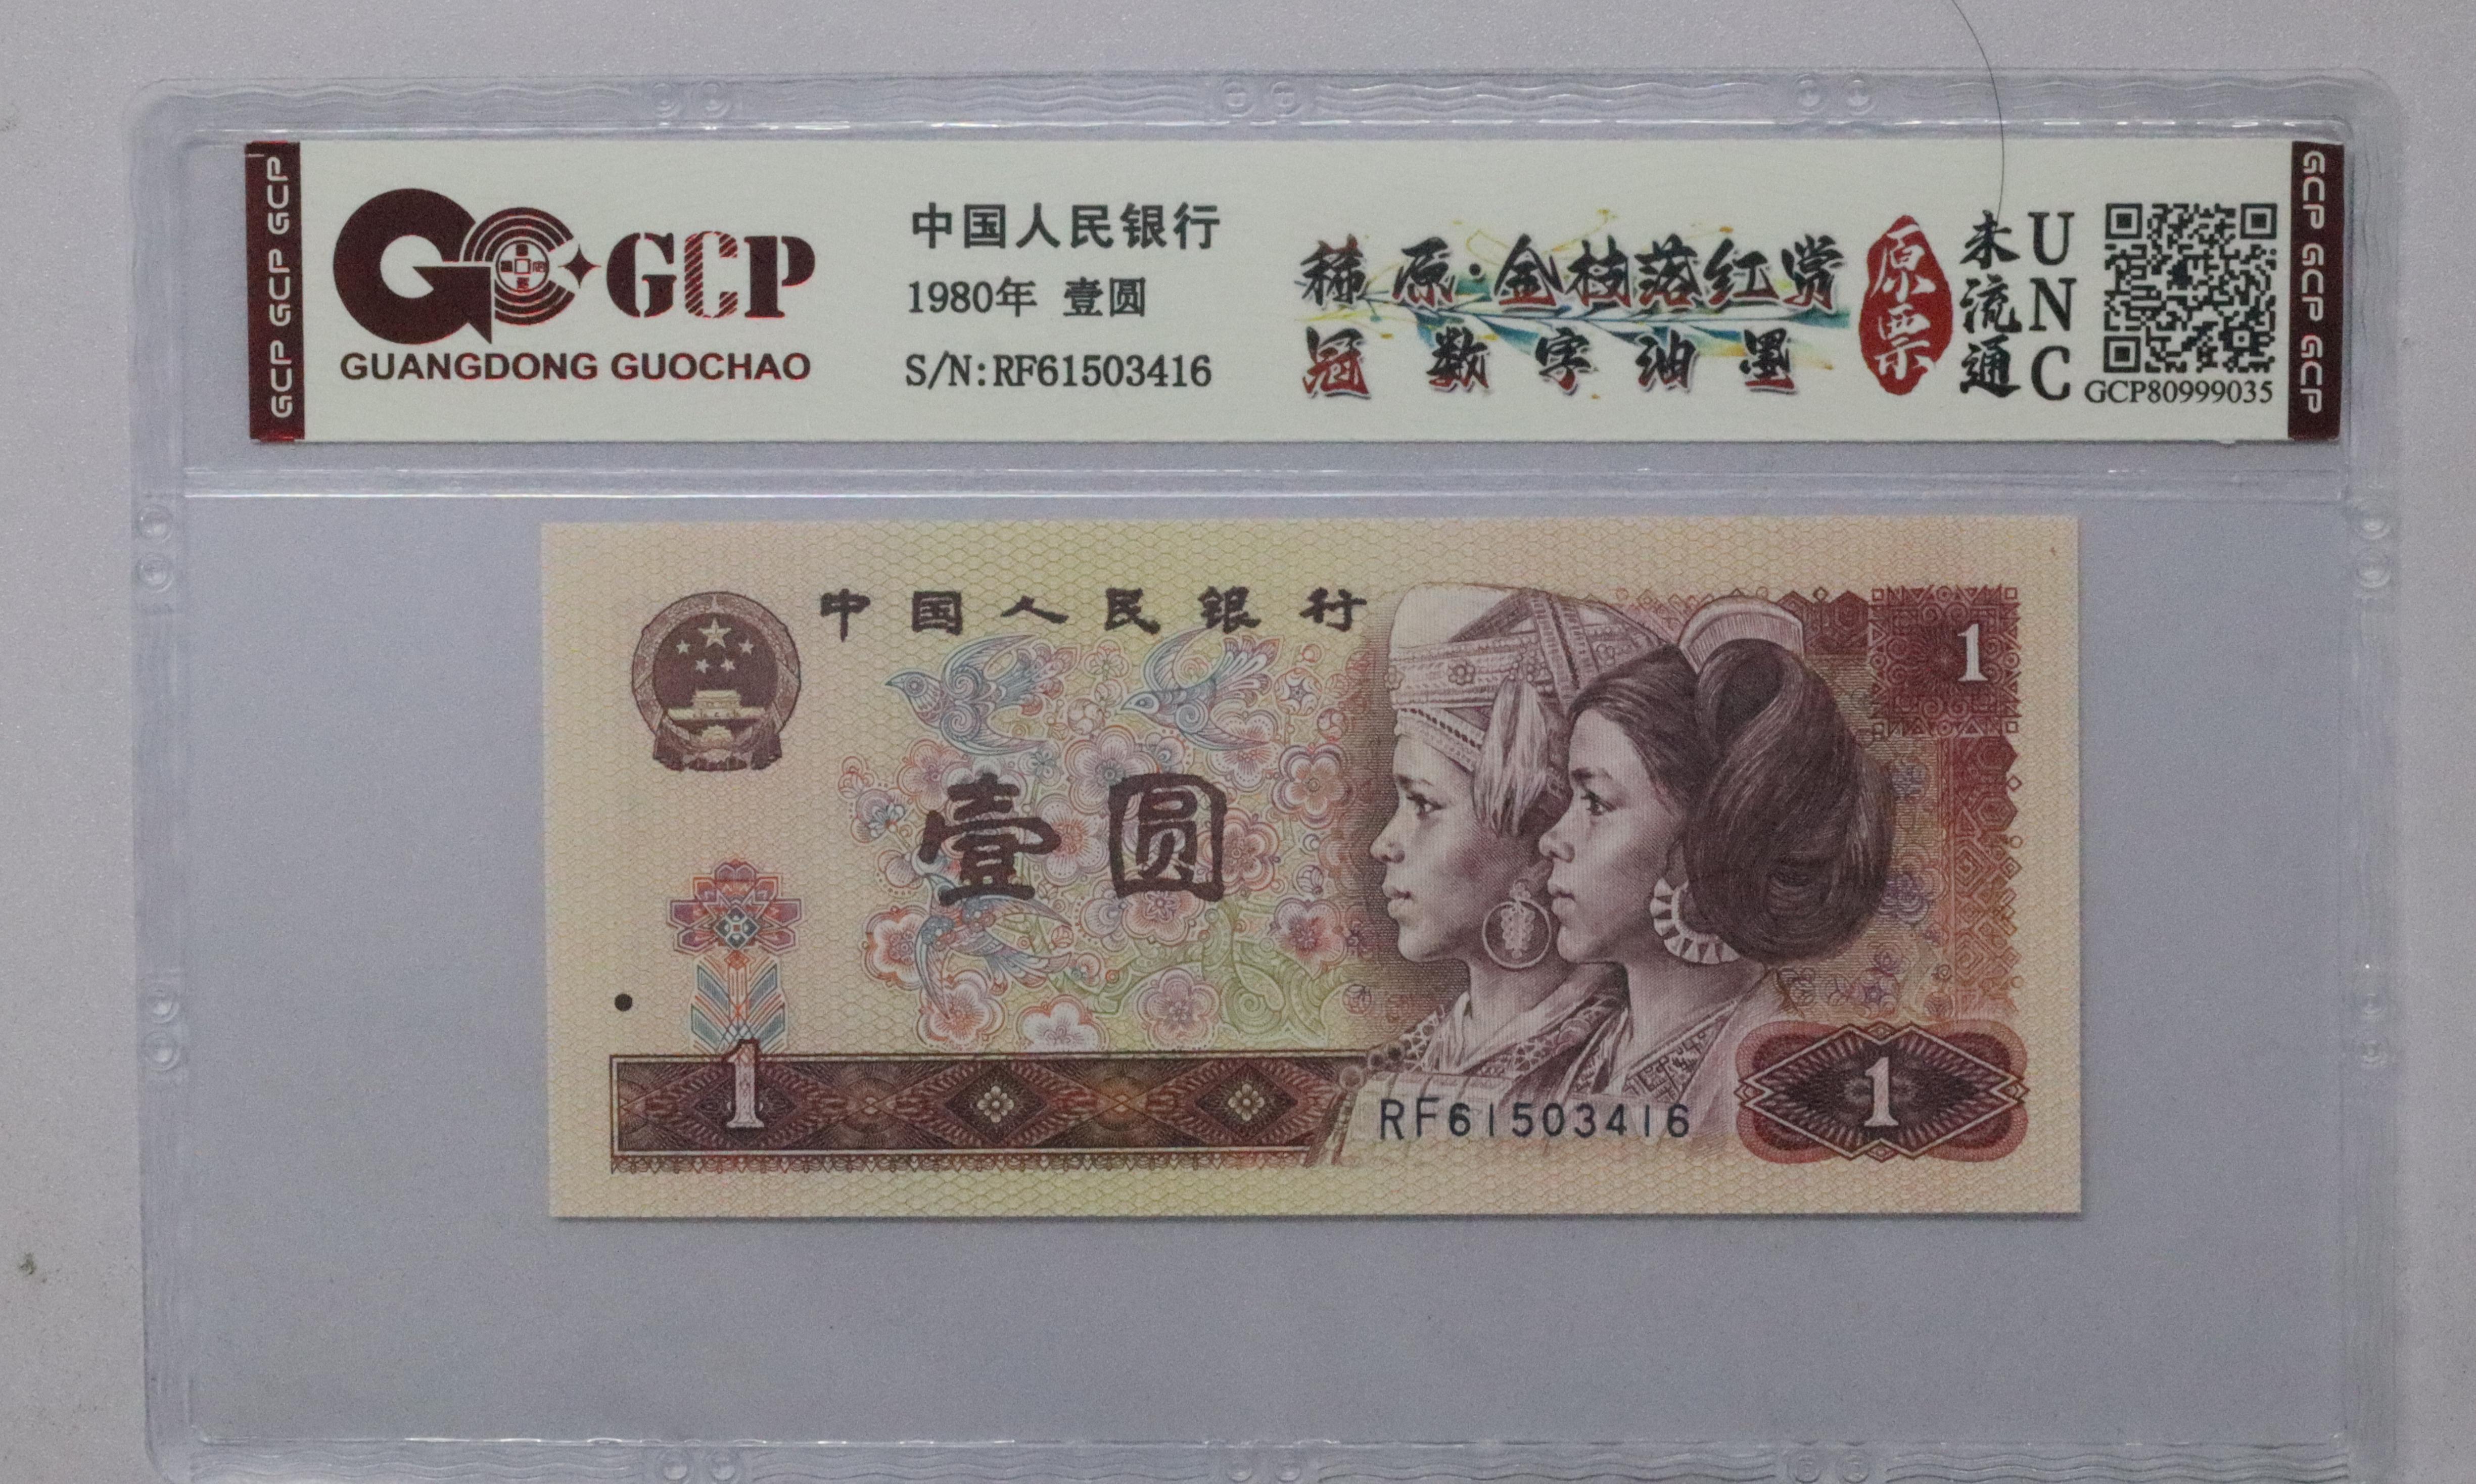 GCP GCP GCP
GCP
GUANGDONG GUOCHAO
中国人民银行
1980年 壹圆
S/N:RF61503416
稀原·金枝落红赏
冠数字油墨
原票
未流通
UNC
GCP80999035
GCP GCP GCP
中国人民银行
1
壹圆
1
RF61503416
1